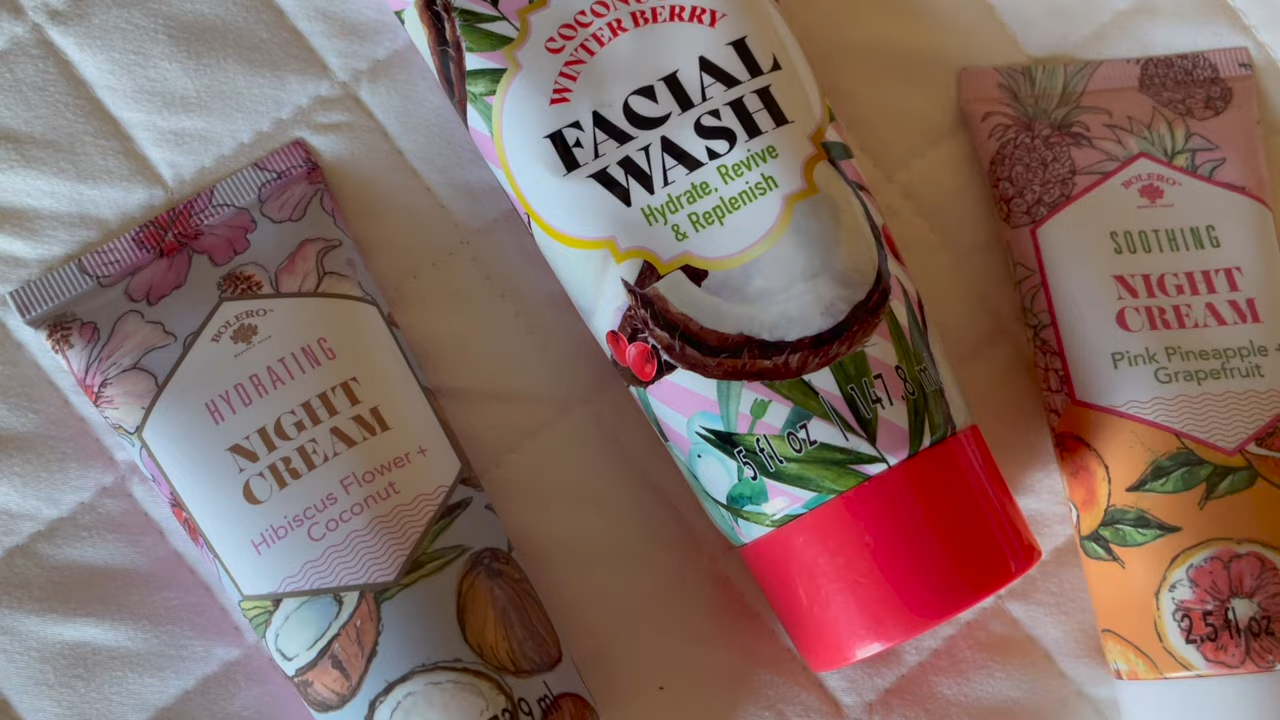 BOLERO
HYDRATING
NIGHT
CREAM
Hibiscus Flower +
Coconut
WINTER BERRY
FACIAL
WASH
Hydrate, Revive
& Replenish
5 fl oz | 147.8 ml
BOLERO
SOOTHING
NIGHT
CREAM
Pink Pineapple +
Grapefruit
2.5 fl oz